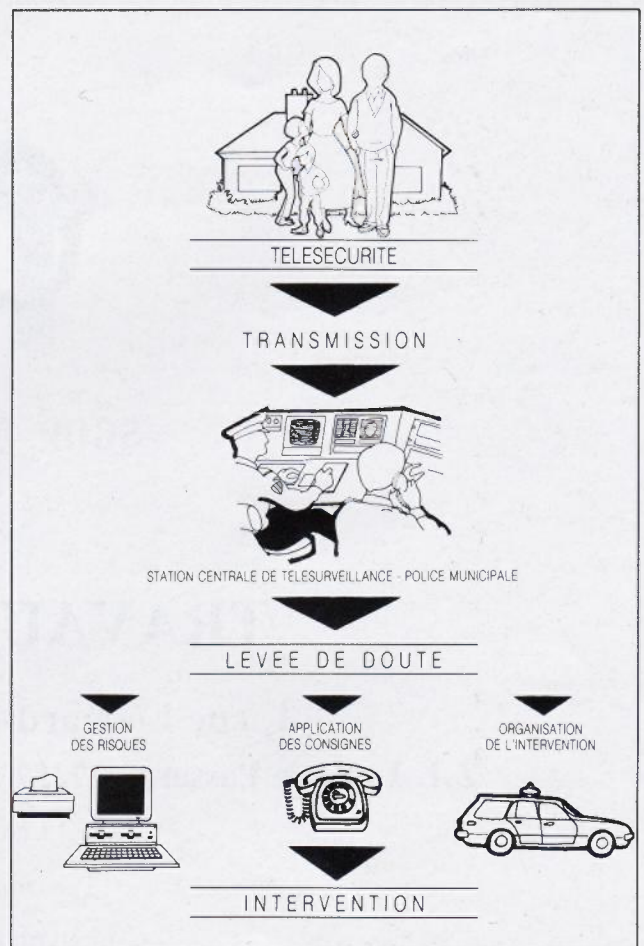 TELESECURITE
TRANSMISSION
STATION CENTRALE DE TELESURVEILLANCE - POLICE MUNICIPALE
LEVEE DE DOUTE
GESTION
DES RISQUES
APPLICATION
DES CONSIGNES
ORGANISATION
DE L'INTERVENTION
INTERVENTION